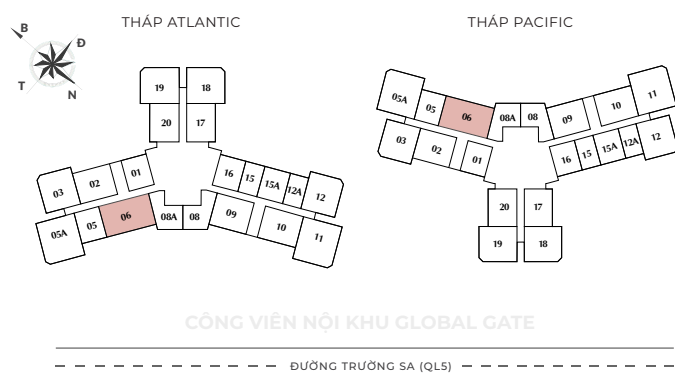 THÁP ATLANTIC
THÁP PACIFIC
B
Đ
T
N
19
18
20
17
01
02
03
16
15
15A
12A
12
05A
05
06
08A
08
09
10
11
05A
05
06
08A
08
09
10
11
03
02
01
16
15
15A
12A
12
20
17
19
18
CÔNG VIÊN NỘI KHU GLOBAL GATE
ĐƯỜNG TRƯỜNG SA (QL5)